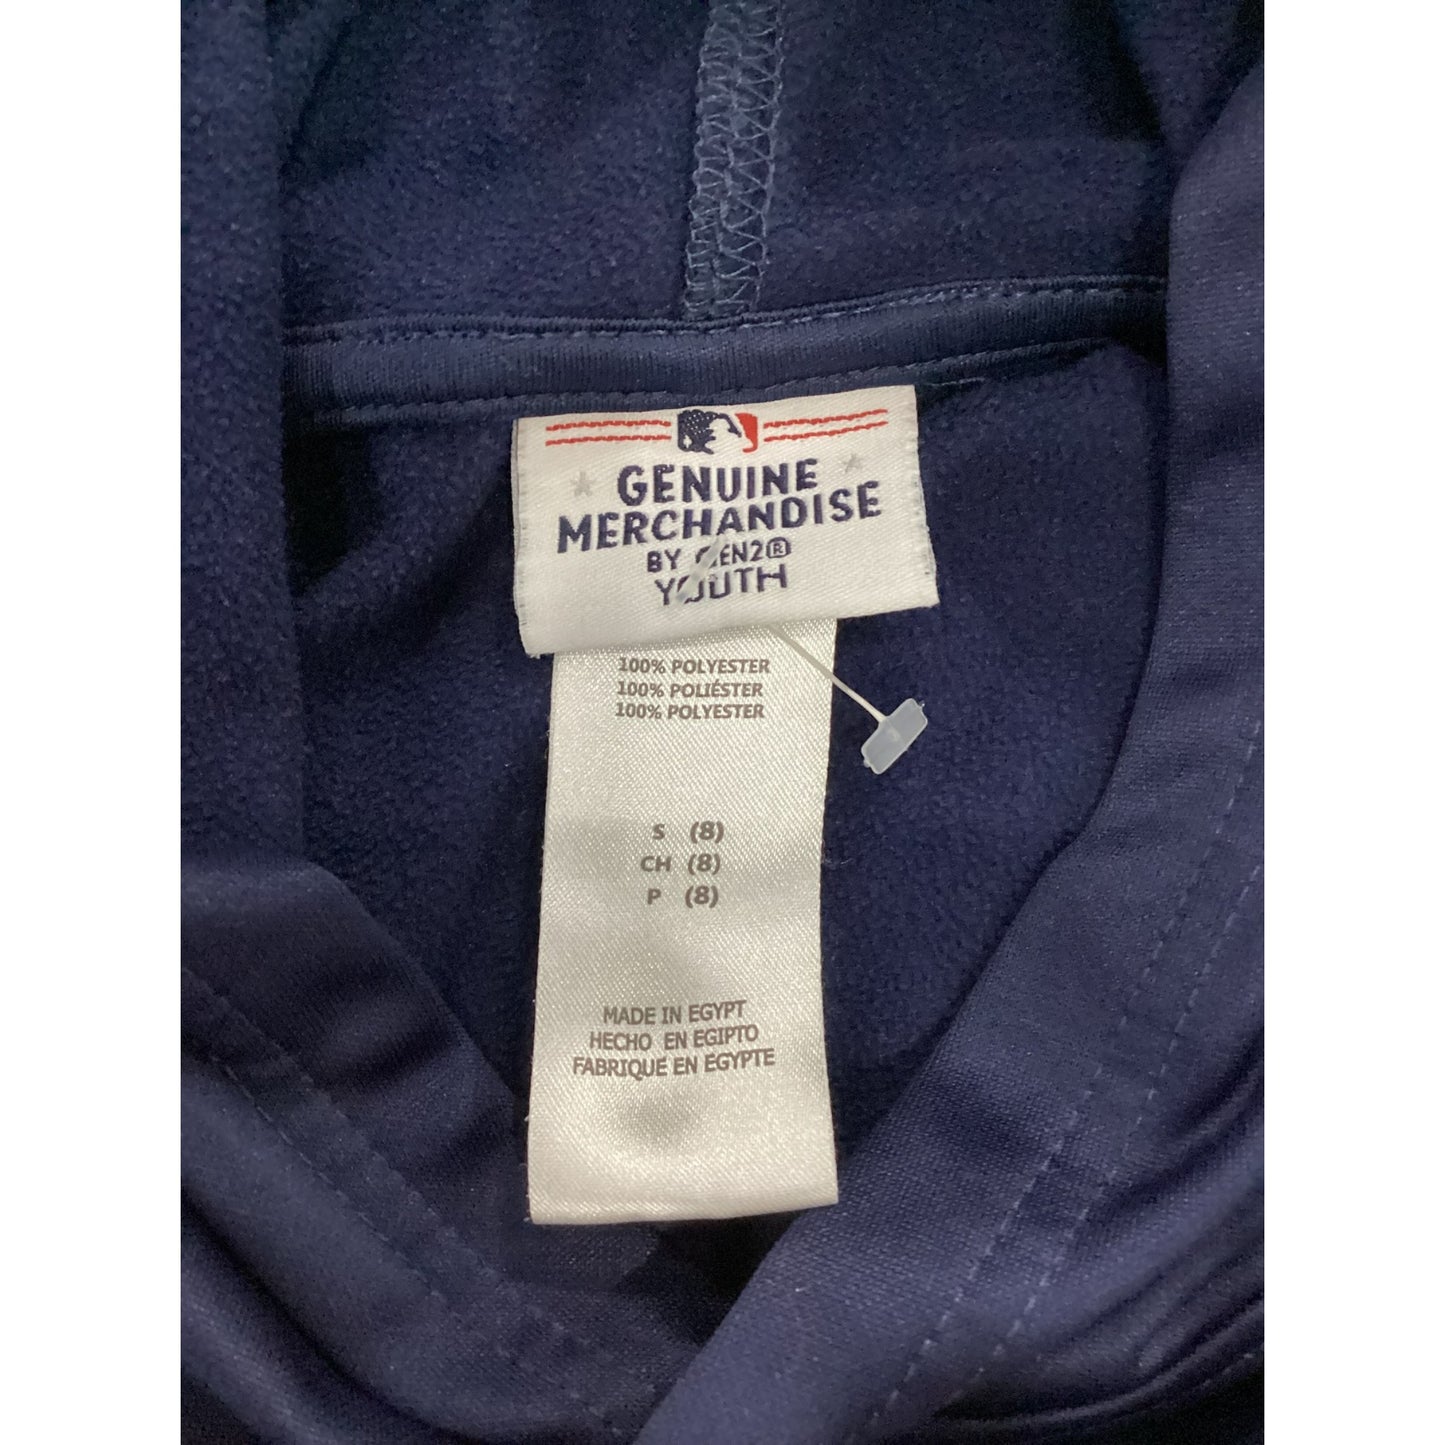 GENUINE
MERCHANDISE
BY GEN2®
YOUTH
100% POLYESTER
100% POLIÉSTER
100% POLYESTER
S (8)
CH (8)
P (8)
MADE IN EGYPT
HECHO EN EGIPTO
FABRIQUÉ EN EGYPTE